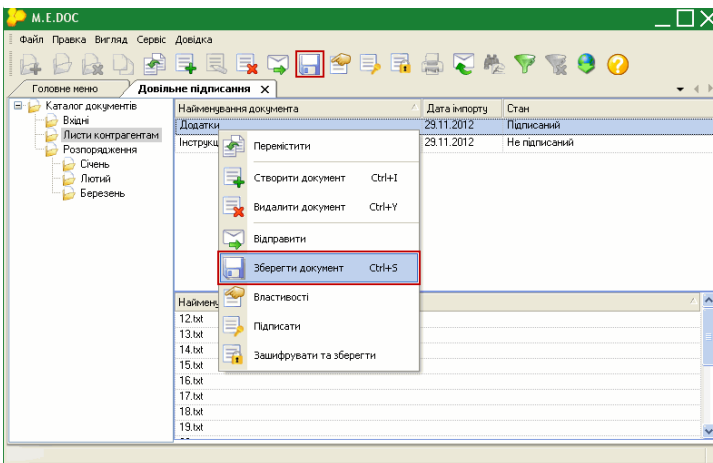 M.E.DOC
Файл Правка Вигляд Сервіс Довідка
Головне меню Довільне підписання X
Каталог документів
Вхідні
Листи контрагентам
Розпорядження
Січень
Лютий
Березень
Найменування документа Дата імпорту Стан
Додатки 29.11.2012 Підписаний
Інструкц 29.11.2012 Не підписаний
Перемістити
Створити документ Ctrl+I
Видалити документ Ctrl+Y
Відправити
Зберегти документ Ctrl+S
Властивості
Підписати
Зашифрувати та зберегти
Наймену
12.txt
13.txt
14.txt
15.txt
16.txt
17.txt
18.txt
19.txt